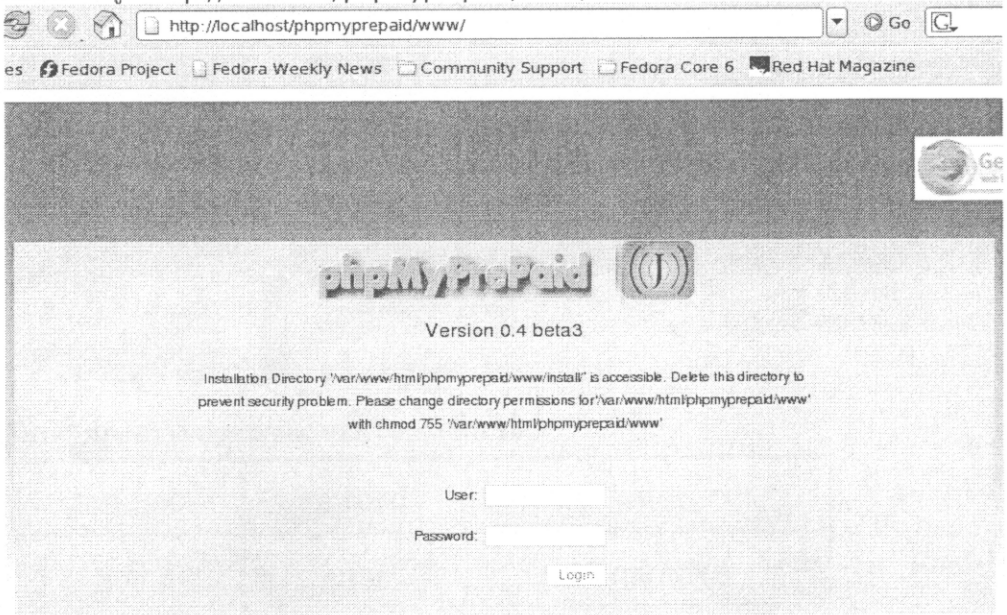 http://localhost/phpmyprepaid/www/
Go
G
es Fedora Project Fedora Weekly News Community Support Fedora Core 6 Red Hat Magazine
Ge
phpMyPrePaid ((J))
Version 0.4 beta3
Installation Directory '/var/www/html/phpmyprepaid/www/install/' is accessible. Delete this directory to
prevent security problem. Please change directory permissions for'/var/www/html/phpmyprepaid/www'
with chmod 755 '/var/www/html/phpmyprepaid/www'
User:
Password:
Login